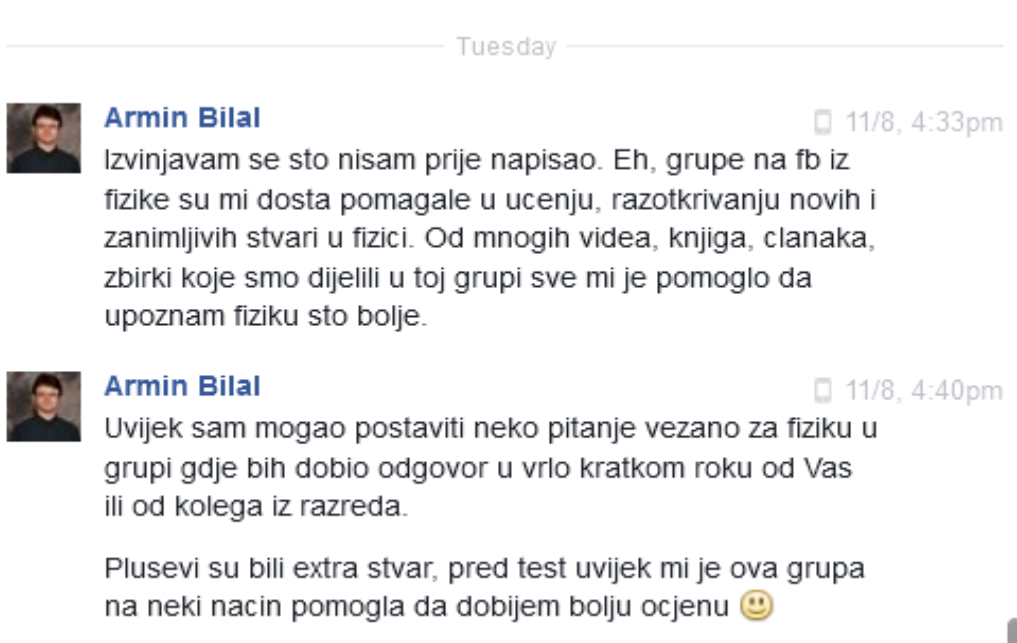 Tuesday
Armin Bilal 11/8, 4:33pm
Izvinjavam se sto nisam prije napisao. Eh, grupe na fb iz
fizike su mi dosta pomagale u ucenju, razotkrivanju novih i
zanimljivih stvari u fizici. Od mnogih videa, knjiga, clanaka,
zbirki koje smo dijelili u toj grupi sve mi je pomoglo da
upoznam fiziku sto bolje.
Armin Bilal 11/8, 4:40pm
Uvijek sam mogao postaviti neko pitanje vezano za fiziku u
grupi gdje bih dobio odgovor u vrlo kratkom roku od Vas
ili od kolega iz razreda.
Plusevi su bili extra stvar, pred test uvijek mi je ova grupa
na neki nacin pomogla da dobijem bolju ocjenu